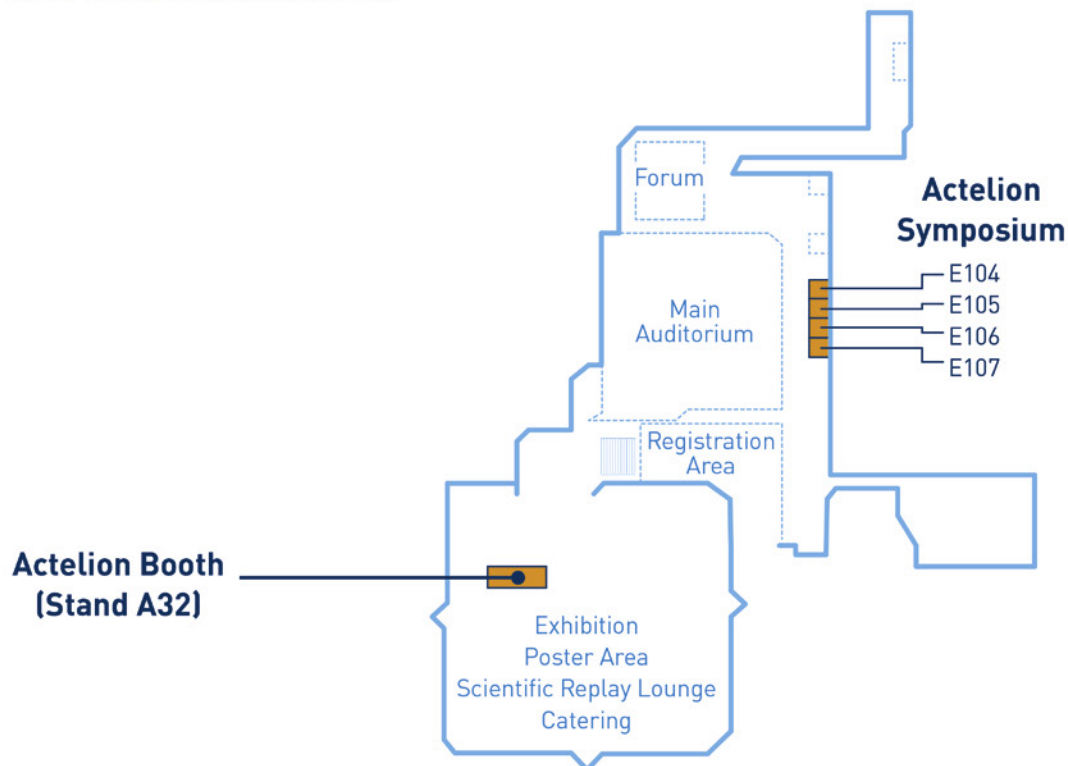 Forum
Actelion
Symposium
E104
E105
E106
E107
Main
Auditorium
Registration
Area
Actelion Booth
(Stand A32)
Exhibition
Poster Area
Scientific Replay Lounge
Catering